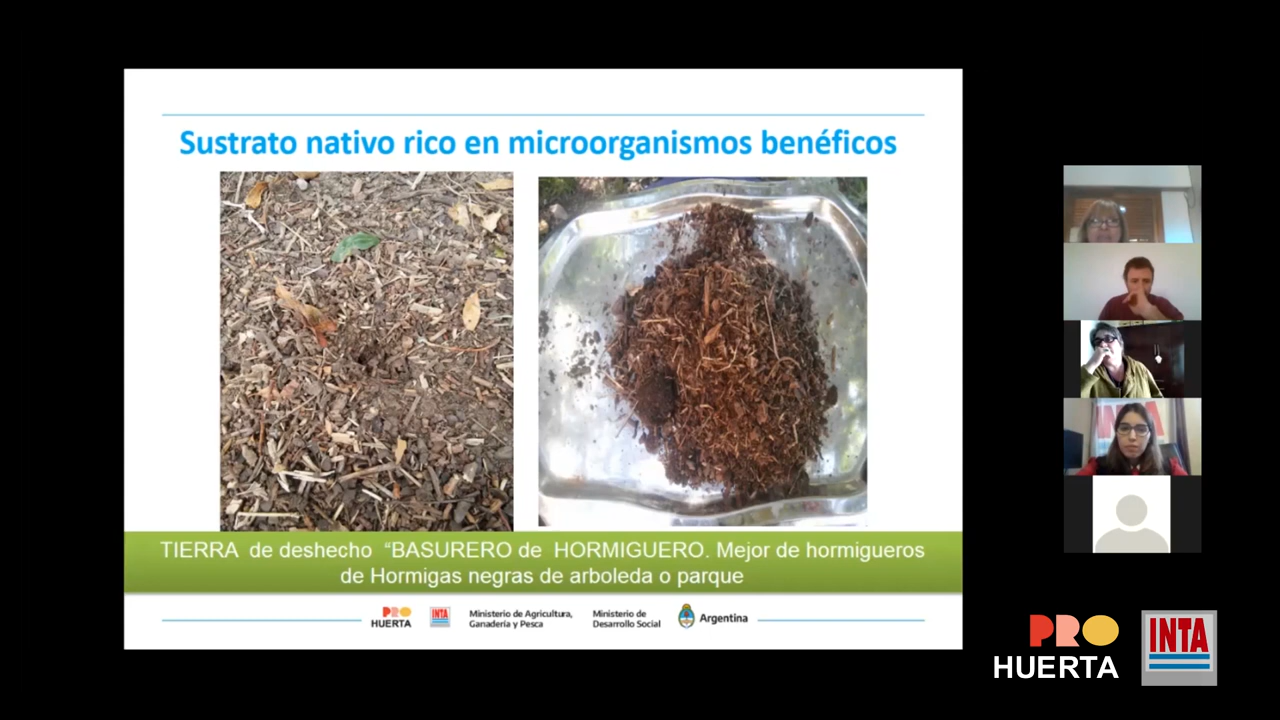 Sustrato nativo rico en microorganismos benéficos
TIERRA de deshecho “BASURERO de HORMIGUERO. Mejor de hormigueros
de Hormigas negras de arboleda o parque
PRO
HUERTA
INTA
Ministerio de Agricultura,
Ganadería y Pesca
Ministerio de
Desarrollo Social
Argentina
PRO
HUERTA
INTA